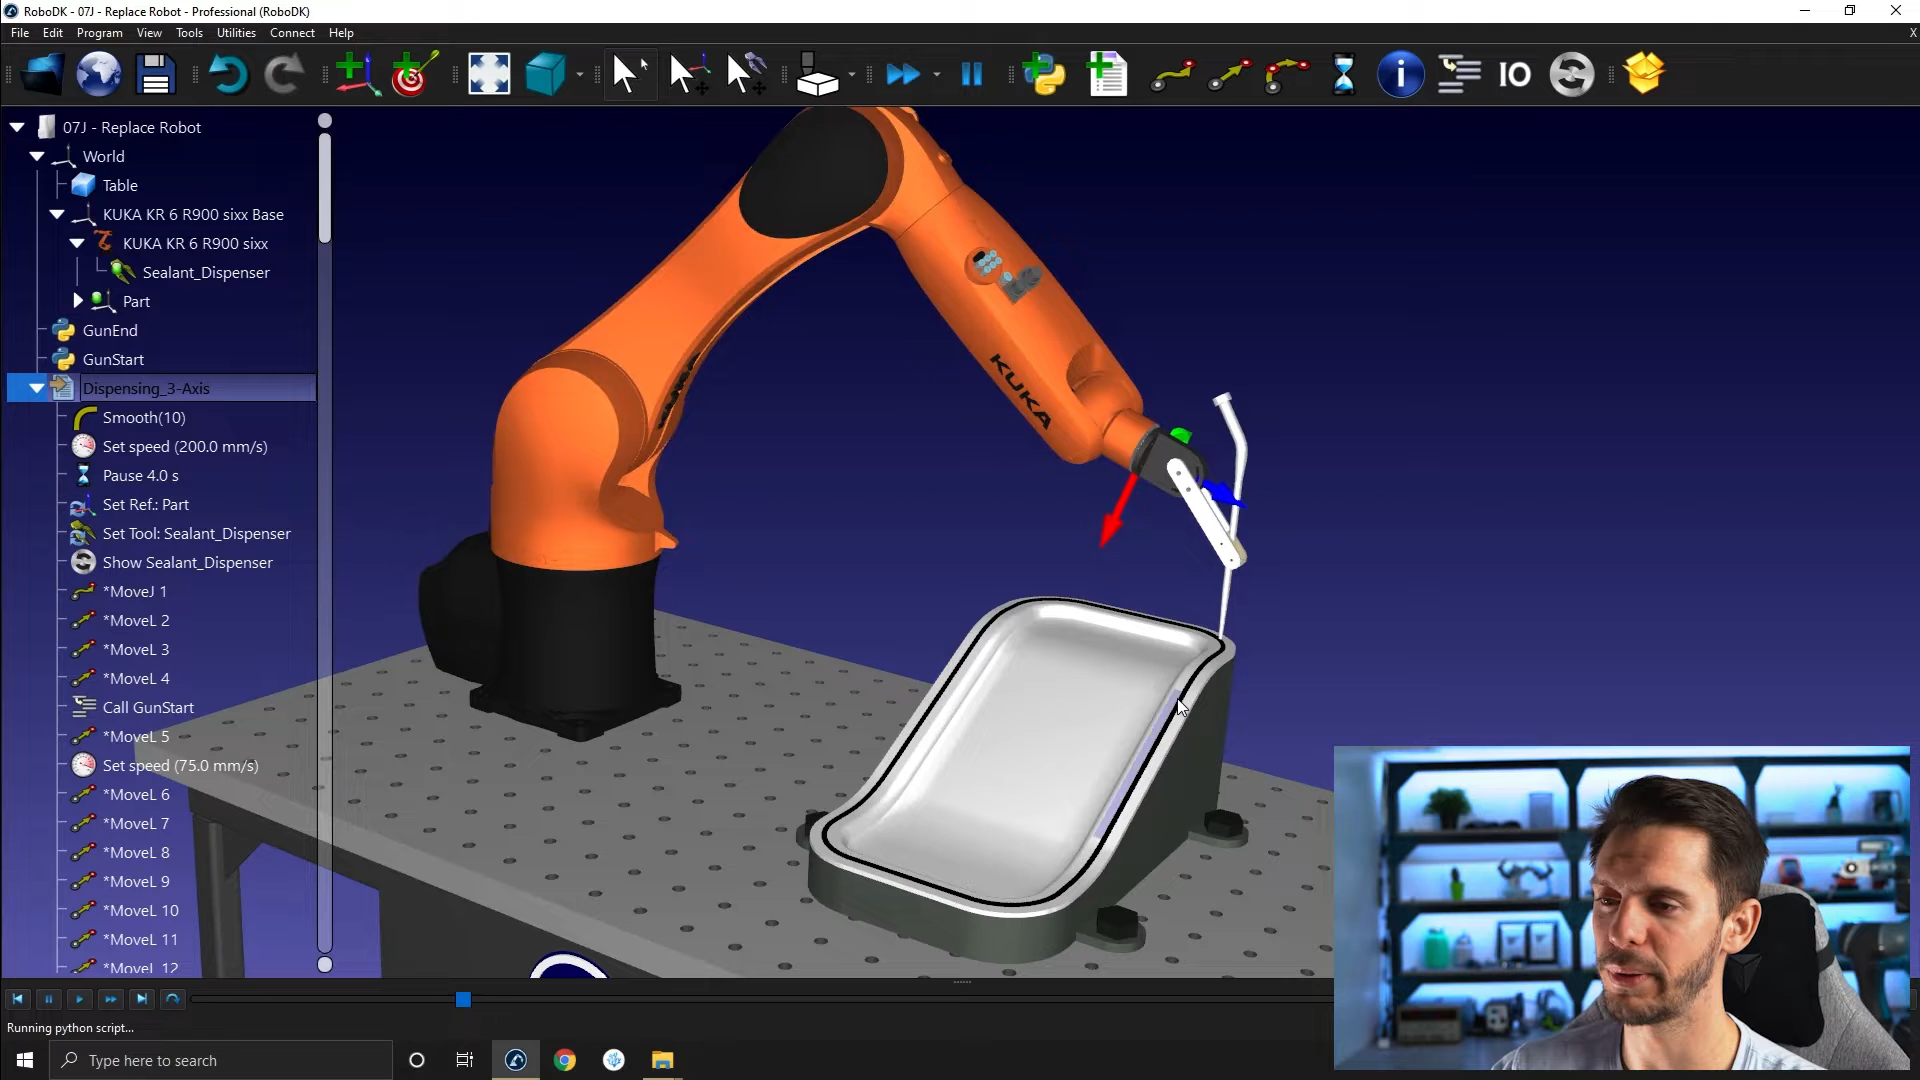 RoboDK - 07J - Replace Robot - Professional (RoboDK)
File Edit Program View Tools Utilities Connect Help
X
IO
07J - Replace Robot
World
Table
KUKA KR 6 R900 sixx Base
KUKA KR 6 R900 sixx
Sealant_Dispenser
Part
GunEnd
GunStart
Dispensing_3-Axis
Smooth(10)
Set speed (200.0 mm/s)
Pause 4.0 s
Set Ref.: Part
Set Tool: Sealant_Dispenser
Show Sealant_Dispenser
*MoveJ 1
*MoveL 2
*MoveL 3
*MoveL 4
Call GunStart
*MoveL 5
Set speed (75.0 mm/s)
*MoveL 6
*MoveL 7
*MoveL 8
*MoveL 9
*MoveL 10
*MoveL 11
*MoveL 12
KUKA
Running python script...
Type here to search